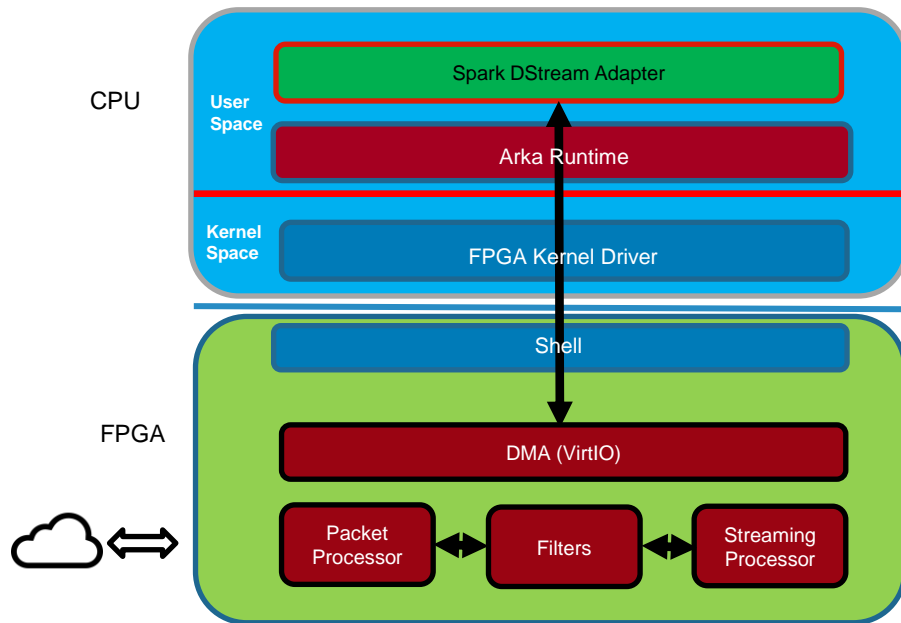 Spark DStream Adapter
CPU
User
Space
Arka Runtime
Kernel
Space
FPGA Kernel Driver
Shell
FPGA
DMA (VirtIO)
Packet
Processor
Filters
Streaming
Processor